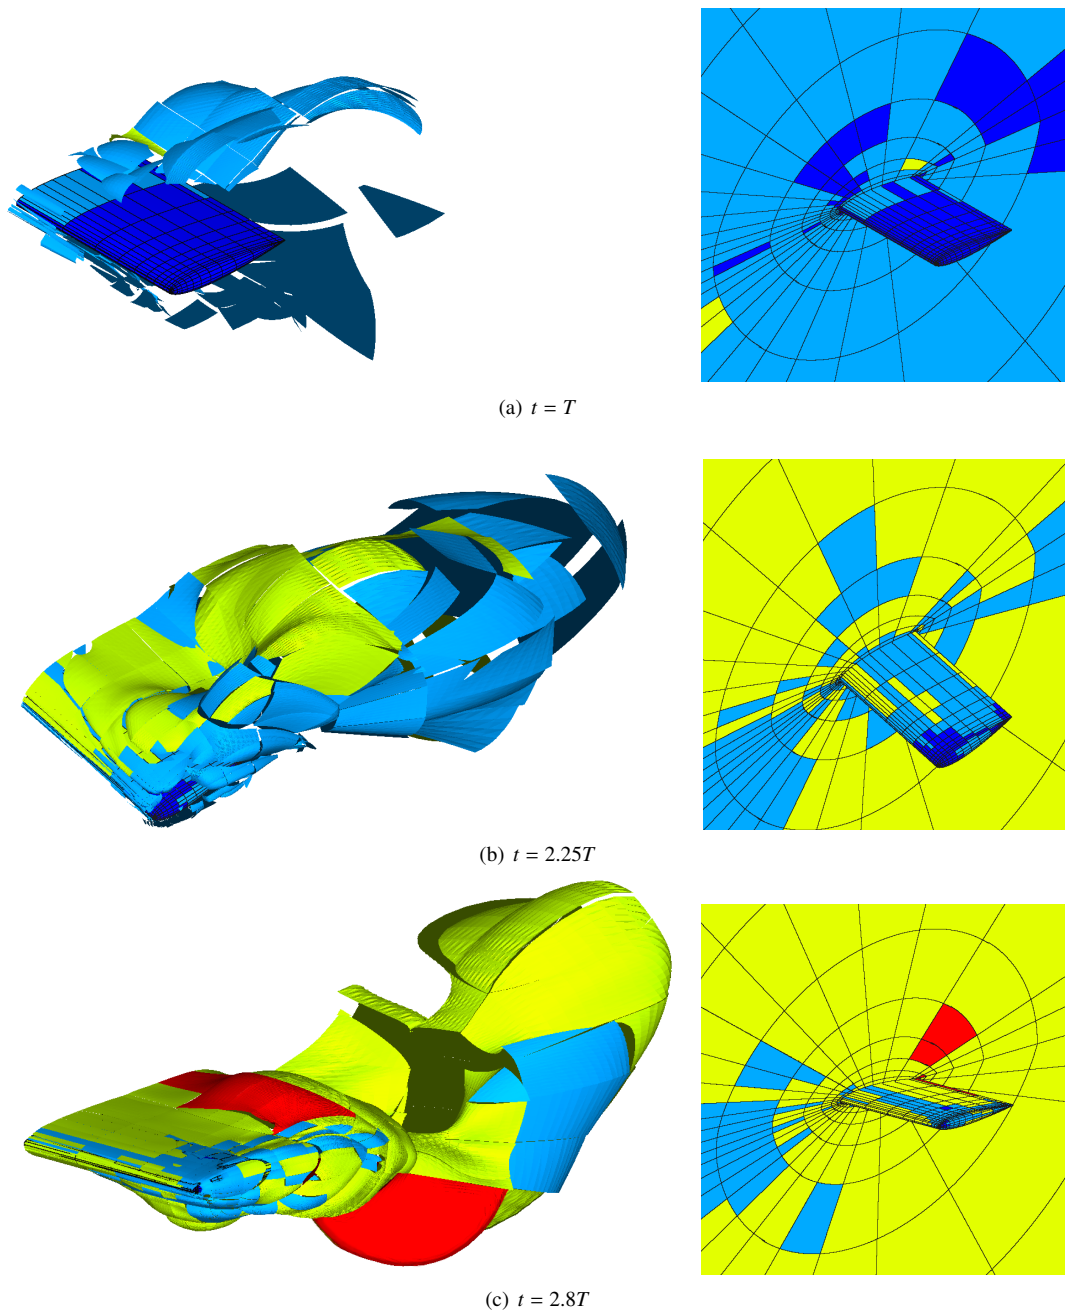 (a) t = T
(b) t = 2.25T
(c) t = 2.8T